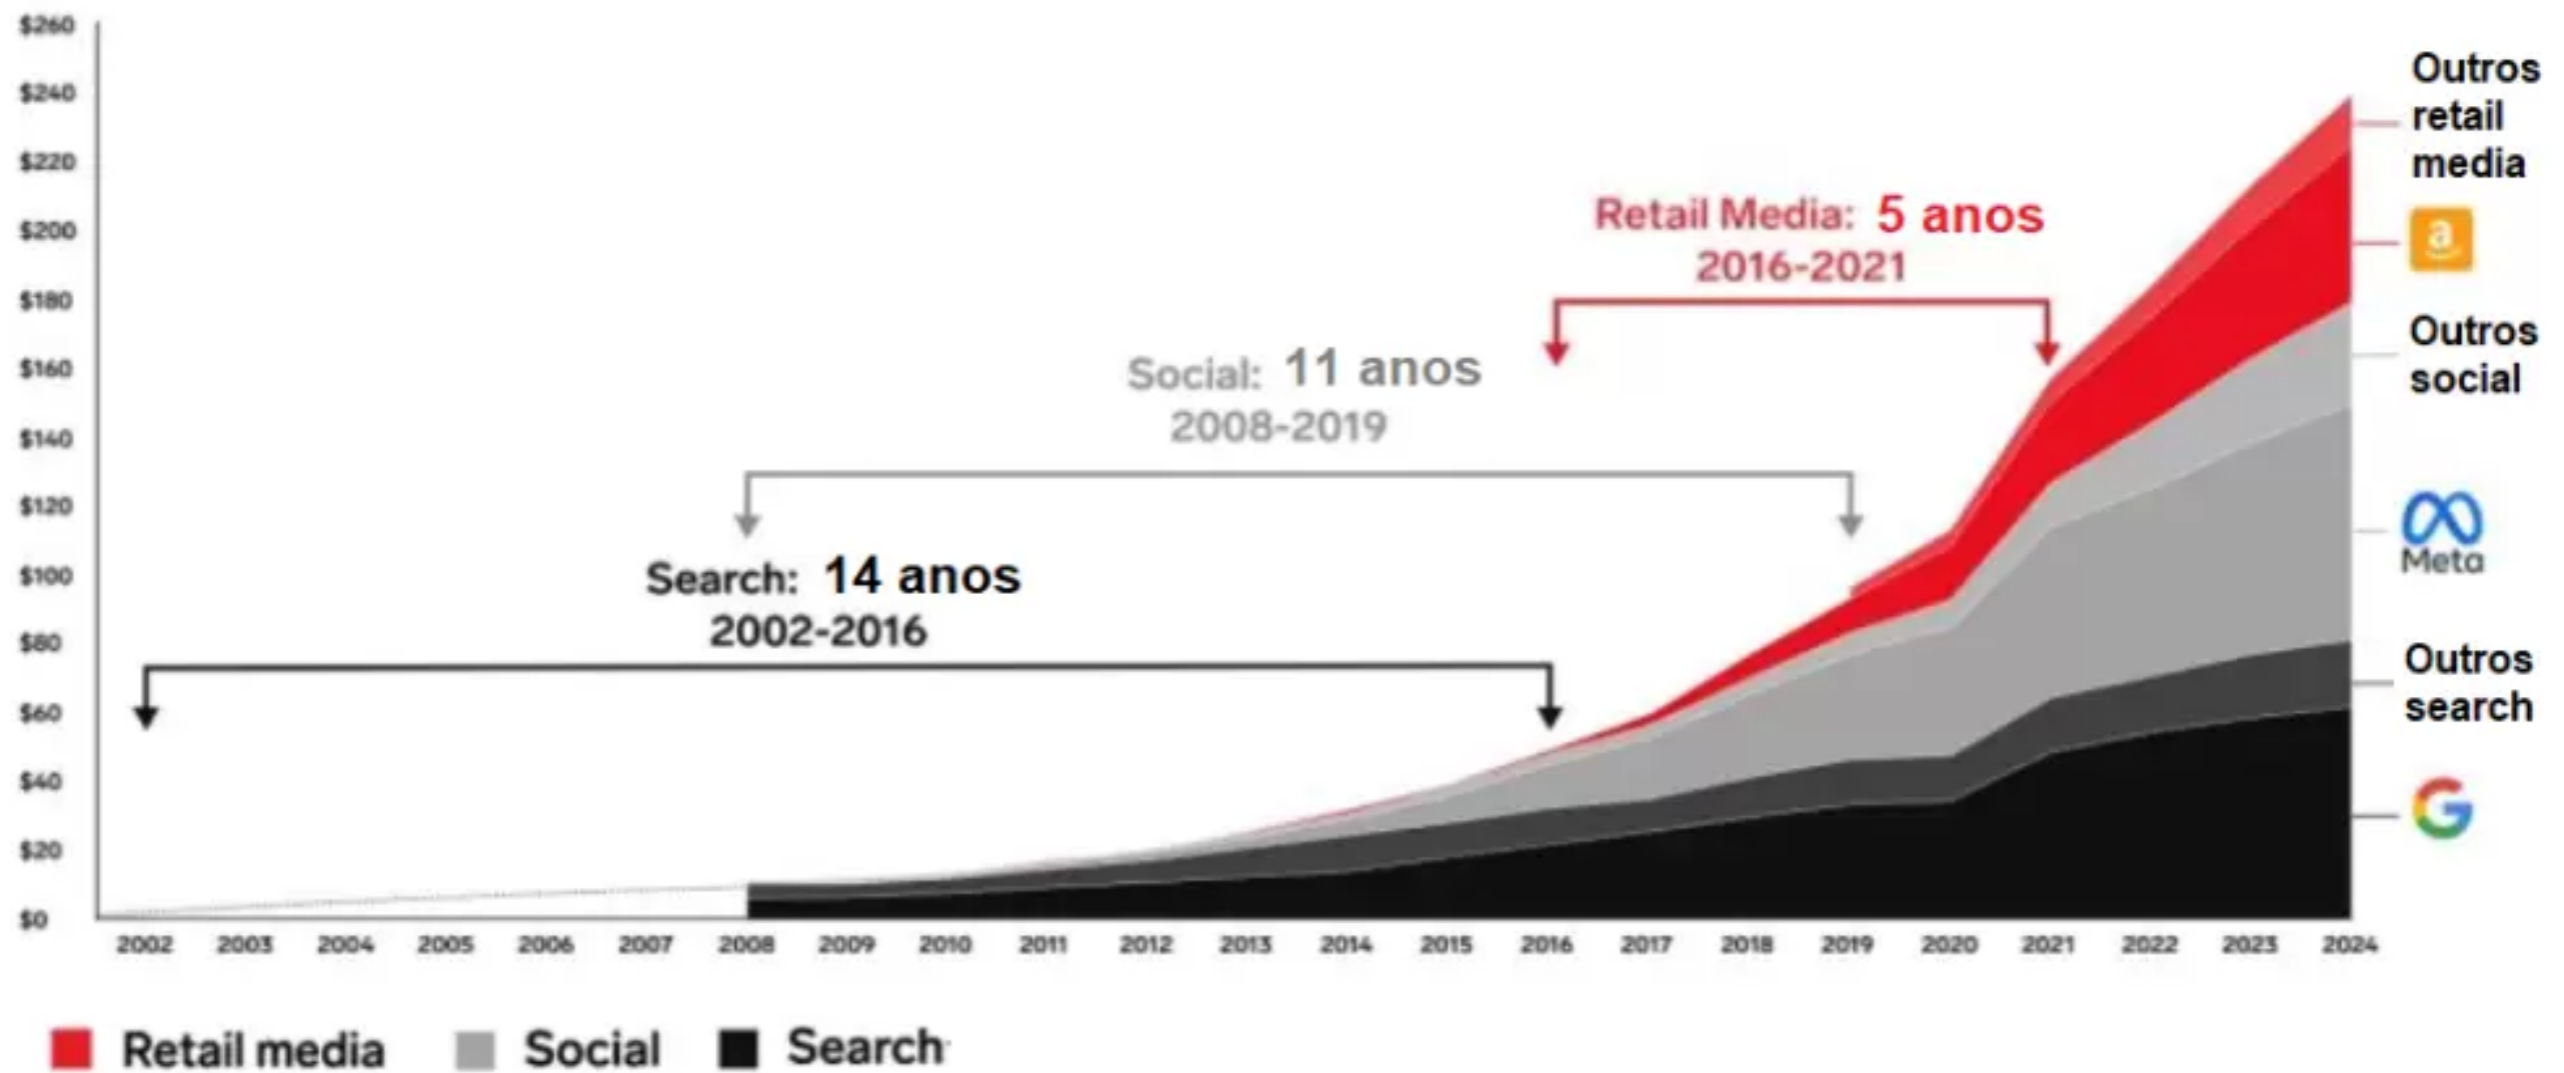 $260
$240
$220
$200
$180
$160
$140
$120
$100
$80
$60
$40
$20
$0
Outros
retail
media
a
Retail Media: 5 anos
2016-2021
Outros
social
Social: 11 anos
2008-2019
Meta
Search: 14 anos
2002-2016
Outros
search
G
2002 2003 2004 2005 2006 2007 2008 2009 2010 2011 2012 2013 2014 2015 2016 2017 2018 2019 2020 2021 2022 2023 2024
Retail media Social Search